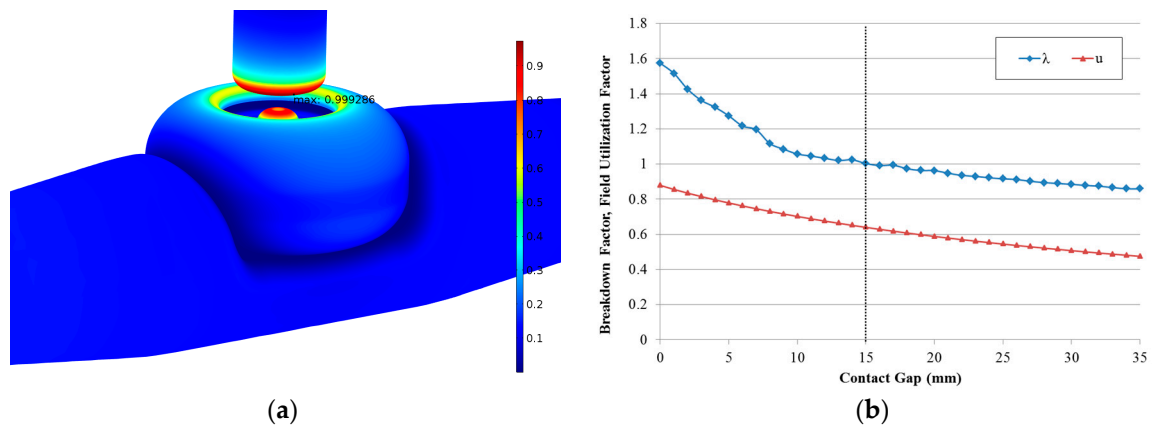 max: 0.999286
0.9
0.8
0.7
0.6
0.5
0.4
0.3
0.2
0.1
(a)
Breakdown Factor, Field Utilization Factor
1.8
1.6
1.4
1.2
1
0.8
0.6
0.4
0.2
0
λ
u
0 5 10 15 20 25 30 35
Contact Gap (mm)
(b)